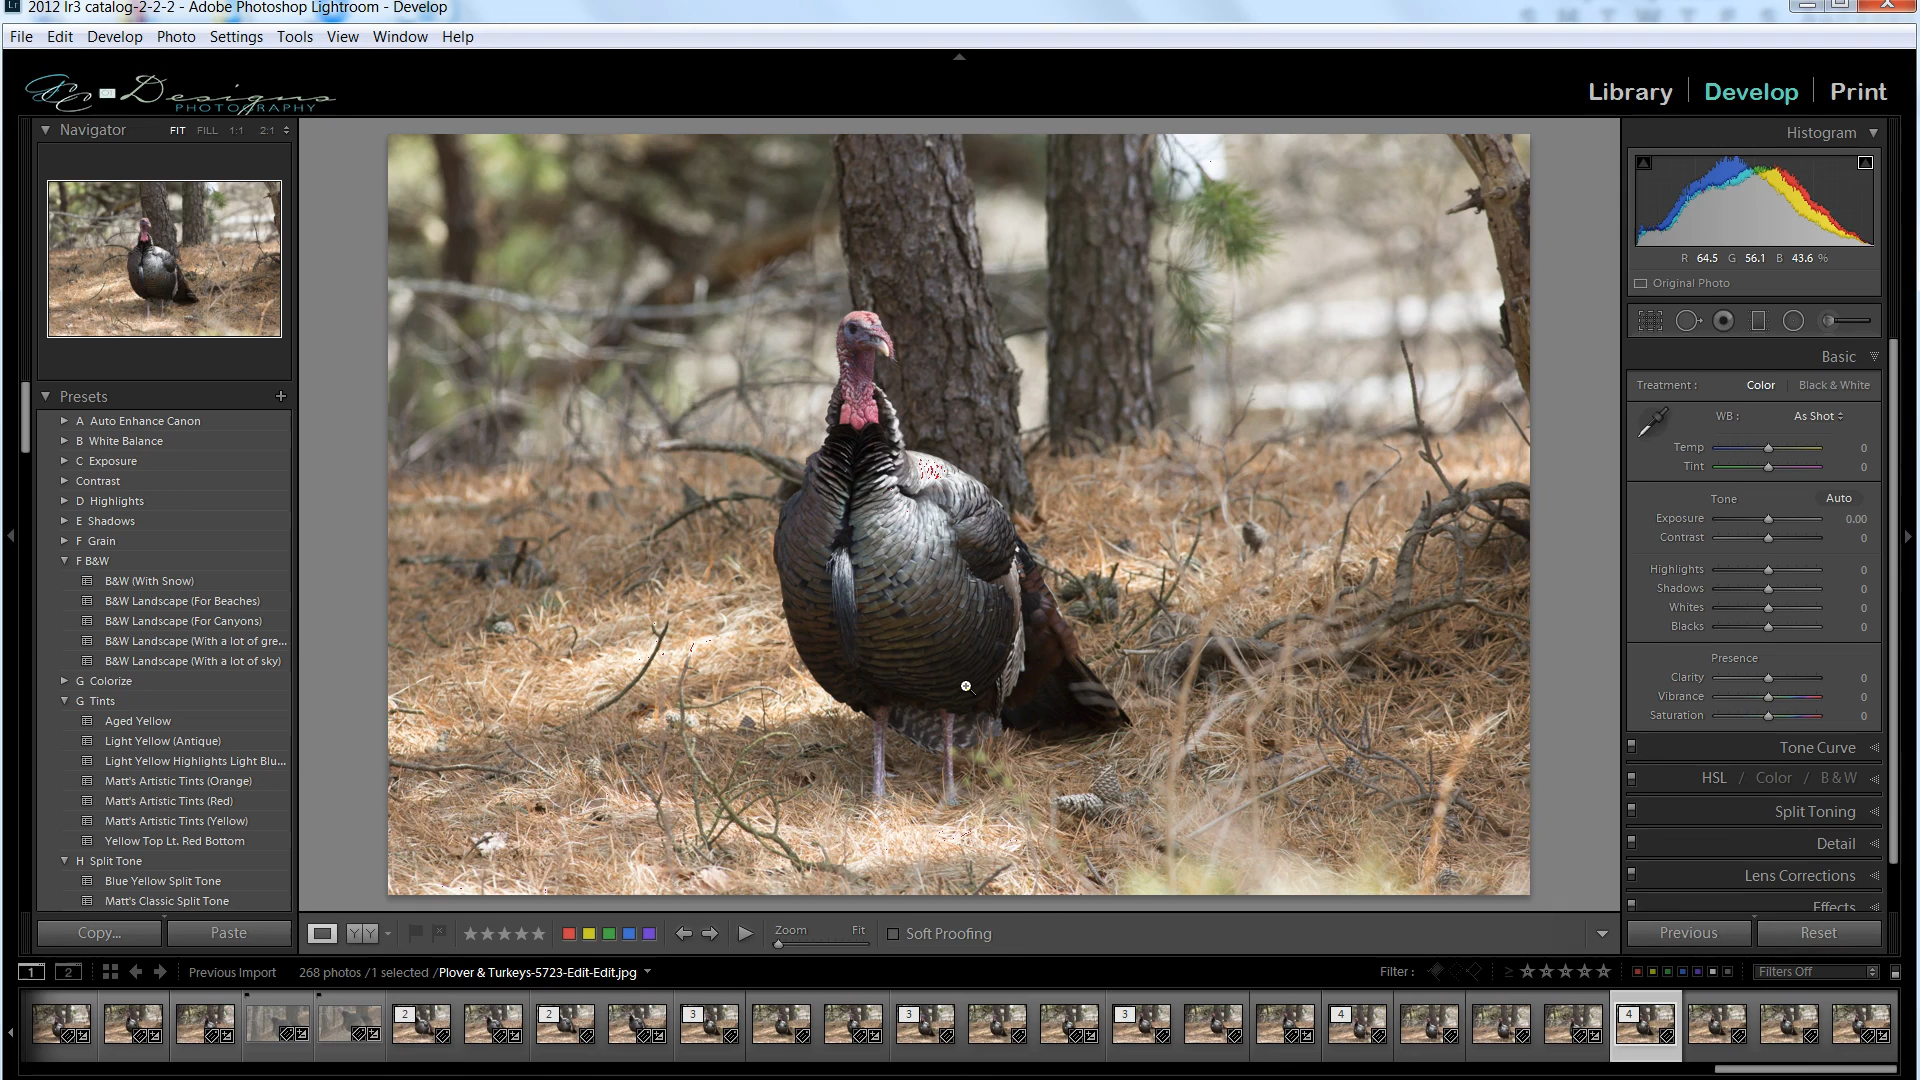 2012 lr3 catalog-2-2-2 - Adobe Photoshop Lightroom - Develop
File Edit Develop Photo Settings Tools View Window Help
Designs
PHOTOGRAPHY
Library Develop Print
Navigator FIT FILL 1:1 2:1
Presets +
A Auto Enhance Canon
B White Balance
C Exposure
Contrast
D Highlights
E Shadows
F Grain
F B&W
B&W (With Snow)
B&W Landscape (For Beaches)
B&W Landscape (For Canyons)
B&W Landscape (With a lot of gre...
B&W Landscape (With a lot of sky)
G Colorize
G Tints
Aged Yellow
Light Yellow (Antique)
Light Yellow Highlights Light Blu...
Matt's Artistic Tints (Orange)
Matt's Artistic Tints (Red)
Matt's Artistic Tints (Yellow)
Yellow Top Lt. Red Bottom
H Split Tone
Blue Yellow Split Tone
Matt's Classic Split Tone
Copy... Paste
Histogram
R 64.5 G 56.1 B 43.6 %
Original Photo
Basic
Treatment : Color Black & White
WB : As Shot
Temp 0
Tint 0
Tone Auto
Exposure 0.00
Contrast 0
Highlights 0
Shadows 0
Whites 0
Blacks 0
Presence
Clarity 0
Vibrance 0
Saturation 0
Tone Curve
HSL / Color / B & W
Split Toning
Detail
Lens Corrections
Effects
Previous Reset
Y Y Zoom Fit Soft Proofing
1 2 Previous Import 268 photos /1 selected /Plover & Turkeys-5723-Edit-Edit.jpg Filter : Filters Off
2 2 3 3 3 4 4